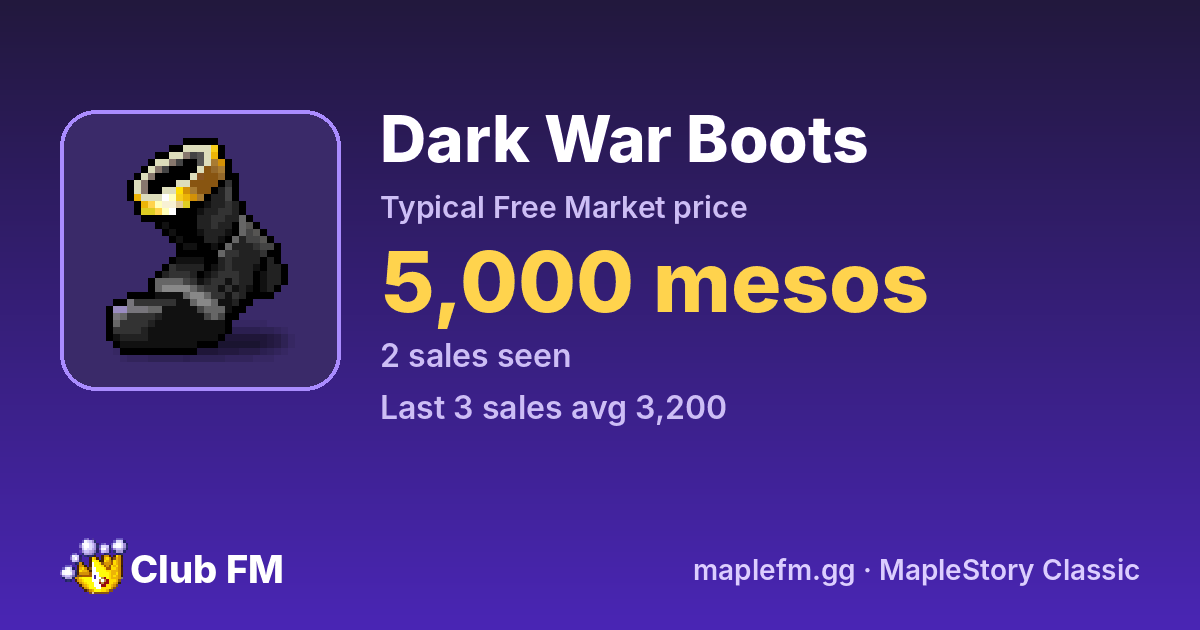 Dark War Boots
Typical Free Market price
5,000 mesos
2 sales seen
Last 3 sales avg 3,200
Club FM
maplefm.gg · MapleStory Classic